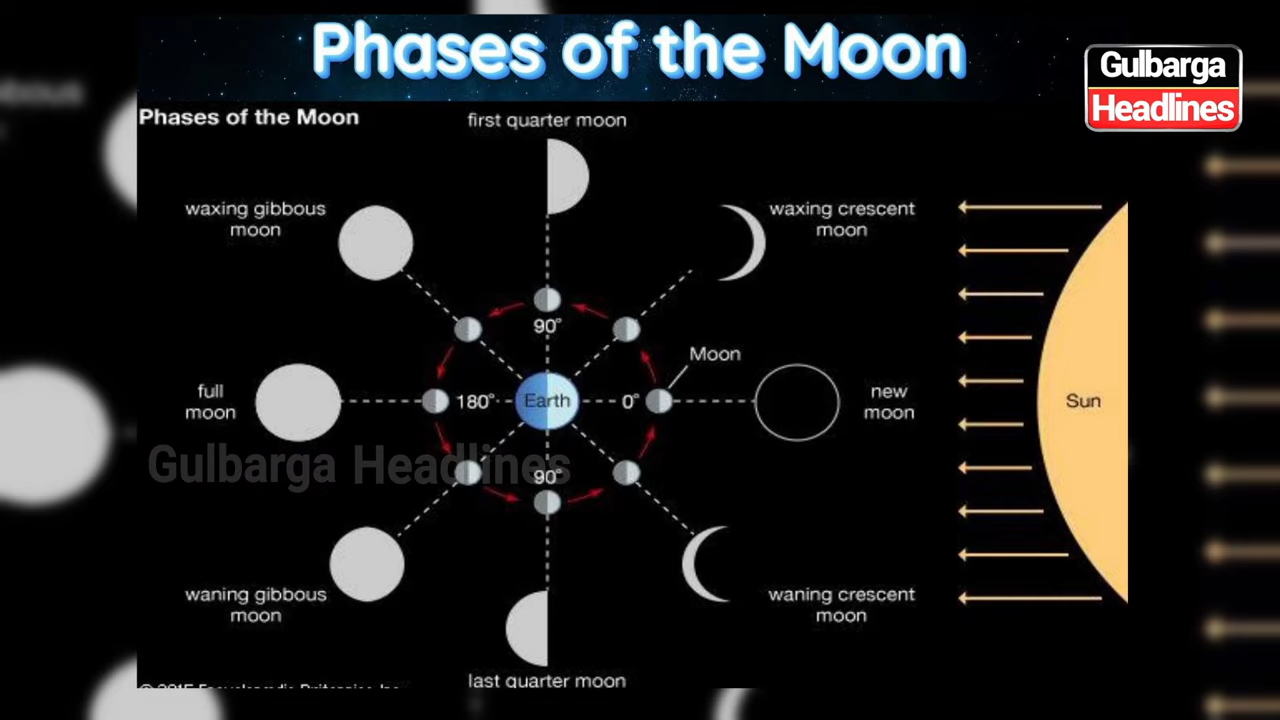 Phases of the Moon
Gulbarga
Headlines
Phases of the Moon
first quarter moon
waxing gibbous
moon
waxing crescent
moon
90°
Moon
full
moon
180°
Earth
0°
new
moon
Sun
Gulbarga Headlines
90°
waning gibbous
moon
waning crescent
moon
last quarter moon